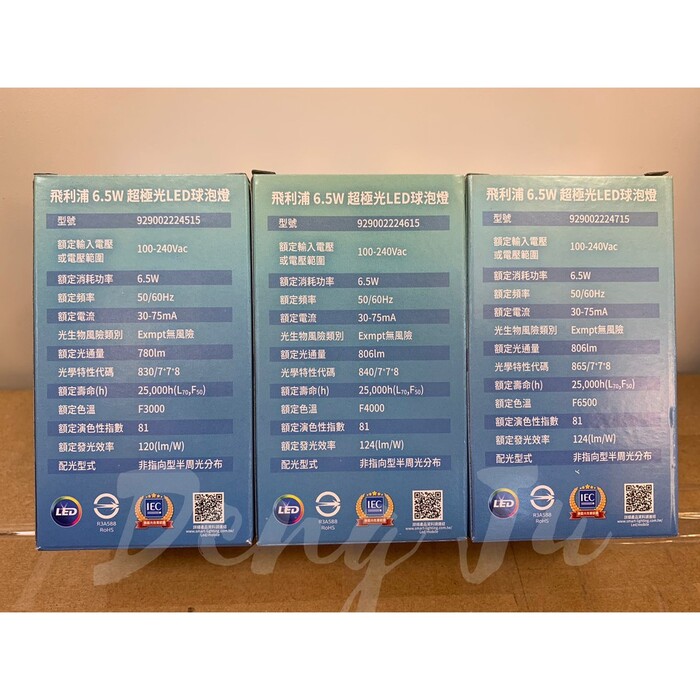 飛利浦 6.5W 超極光LED球泡燈
型號 929002224515
額定輸入電壓
或電壓範圍 100-240Vac
額定消耗功率 6.5W
額定頻率 50/60Hz
額定電流 30-75mA
光生物風險類別 Exmpt無風險
額定光通量 780lm
光學特性代碼 830/7*7*8
額定壽命(h) 25,000h(L70,F50)
額定色溫 F3000
額定演色性指數 81
額定發光效率 120(lm/W)
配光型式 非指向型半周光分布
LED
R3A588
RoHS
IEC
飛利浦 6.5W 超極光LED球泡燈
型號 929002224615
額定輸入電壓
或電壓範圍 100-240Vac
額定消耗功率 6.5W
額定頻率 50/60Hz
額定電流 30-75mA
光生物風險類別 Exmpt無風險
額定光通量 806lm
光學特性代碼 840/7*7*8
額定壽命(h) 25,000h(L70,F50)
額定色溫 F4000
額定演色性指數 81
額定發光效率 124(lm/W)
配光型式 非指向型半周光分布
LED
R3A588
RoHS
IEC
飛利浦 6.5W 超極光LED球泡燈
型號 929002224715
額定輸入電壓
或電壓範圍 100-240Vac
額定消耗功率 6.5W
額定頻率 50/60Hz
額定電流 30-75mA
光生物風險類別 Exmpt無風險
額定光通量 806lm
光學特性代碼 865/7*7*8
額定壽命(h) 25,000h(L70,F50)
額定色溫 F6500
額定演色性指數 81
額定發光效率 124(lm/W)
配光型式 非指向型半周光分布
LED
R3A588
RoHS
IEC